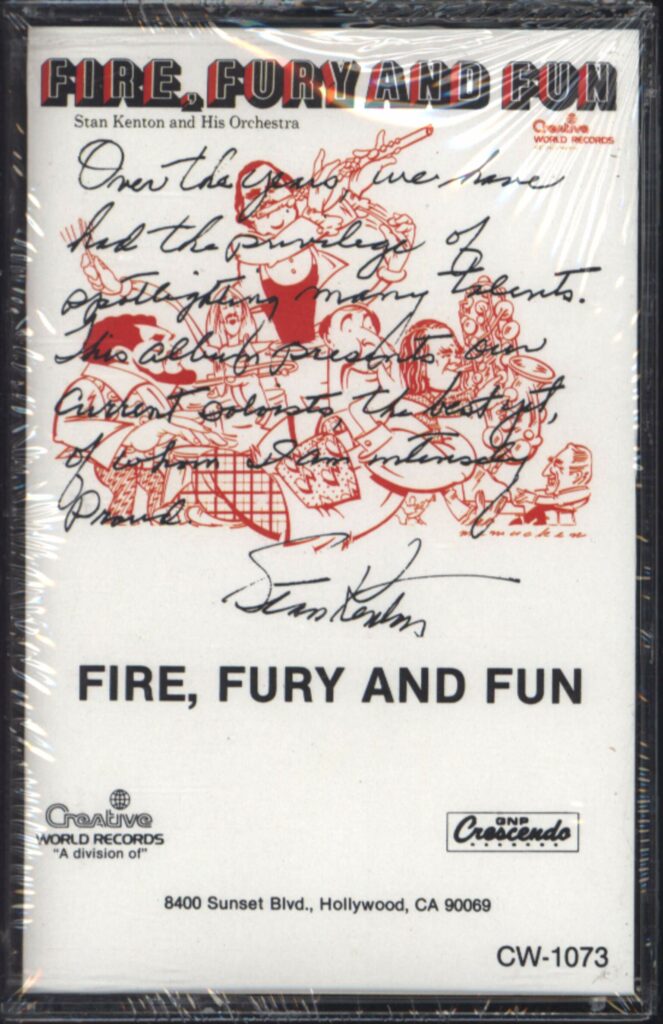 FIRE, FURY AND FUN
Stan Kenton and His Orchestra
Creative
WORLD RECORDS
Over the years, we have
had the privilege of
spotlighting many talents.
This album presents our
current soloists, the best yet,
of whom I am intensely
Proud.
Stan Kenton
FIRE, FURY AND FUN
Creative
WORLD RECORDS
"A division of"
GNP
Crescendo
RECORDS
8400 Sunset Blvd., Hollywood, CA 90069
CW-1073